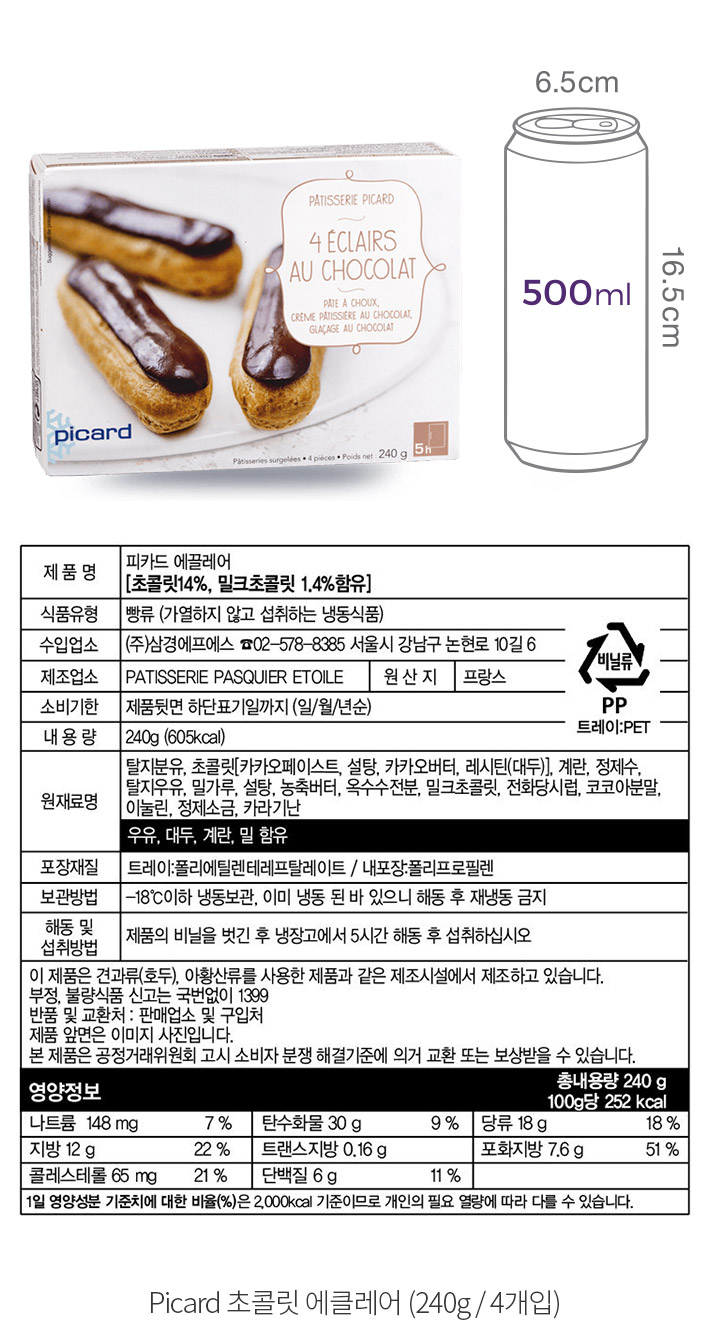 6.5cm
PÂTISSERIE PICARD
4 ÉCLAIRS
AU CHOCOLAT
PÂTE À CHOUX,
CRÈME PÂTISSIÈRE AU CHOCOLAT,
GLAÇAGE AU CHOCOLAT
500ml
16.5cm
picard
Pâtisseries surgelées • 4 pièces • Poids net : 240 g
5h
제 품 명 피카드 에끌레어
[초콜릿14%, 밀크초콜릿 1.4%함유]
식품유형 빵류 (가열하지 않고 섭취하는 냉동식품)
수입업소 (주)삼경에프에스 ☎02-578-8385 서울시 강남구 논현로 10길 6
제조업소 PATISSERIE PASQUIER ETOILE 원 산 지 프랑스
소비기한 제품뒷면 하단표기일까지 (일/월/년순)
내 용 량 240g (605kcal)
비닐류
PP
트레이:PET
원재료명 탈지분유, 초콜릿[카카오페이스트, 설탕, 카카오버터, 레시틴(대두)], 계란, 정제수,
탈지우유, 밀가루, 설탕, 농축버터, 옥수수전분, 밀크초콜릿, 전화당시럽, 코코아분말,
이눌린, 정제소금, 카라기난
우유, 대두, 계란, 밀 함유
포장재질 트레이:폴리에틸렌테레프탈레이트 / 내포장:폴리프로필렌
보관방법 -18℃이하 냉동보관, 이미 냉동 된 바 있으니 해동 후 재냉동 금지
해동 및
섭취방법 제품의 비닐을 벗긴 후 냉장고에서 5시간 해동 후 섭취하십시오
이 제품은 견과류(호두), 아황산류를 사용한 제품과 같은 제조시설에서 제조하고 있습니다.
부정, 불량식품 신고는 국번없이 1399
반품 및 교환처 : 판매업소 및 구입처
제품 앞면은 이미지 사진입니다.
본 제품은 공정거래위원회 고시 소비자 분쟁 해결기준에 의거 교환 또는 보상받을 수 있습니다.
영양정보 총내용량 240 g
100g당 252 kcal
나트륨 148 mg 7 % 탄수화물 30 g 9 % 당류 18 g 18 %
지방 12 g 22 % 트랜스지방 0.16 g 포화지방 7.6 g 51 %
콜레스테롤 65 mg 21 % 단백질 6 g 11 %
1일 영양성분 기준치에 대한 비율(%)은 2,000kcal 기준이므로 개인의 필요 열량에 따라 다를 수 있습니다.
Picard 초콜릿 에클레어 (240g / 4개입)